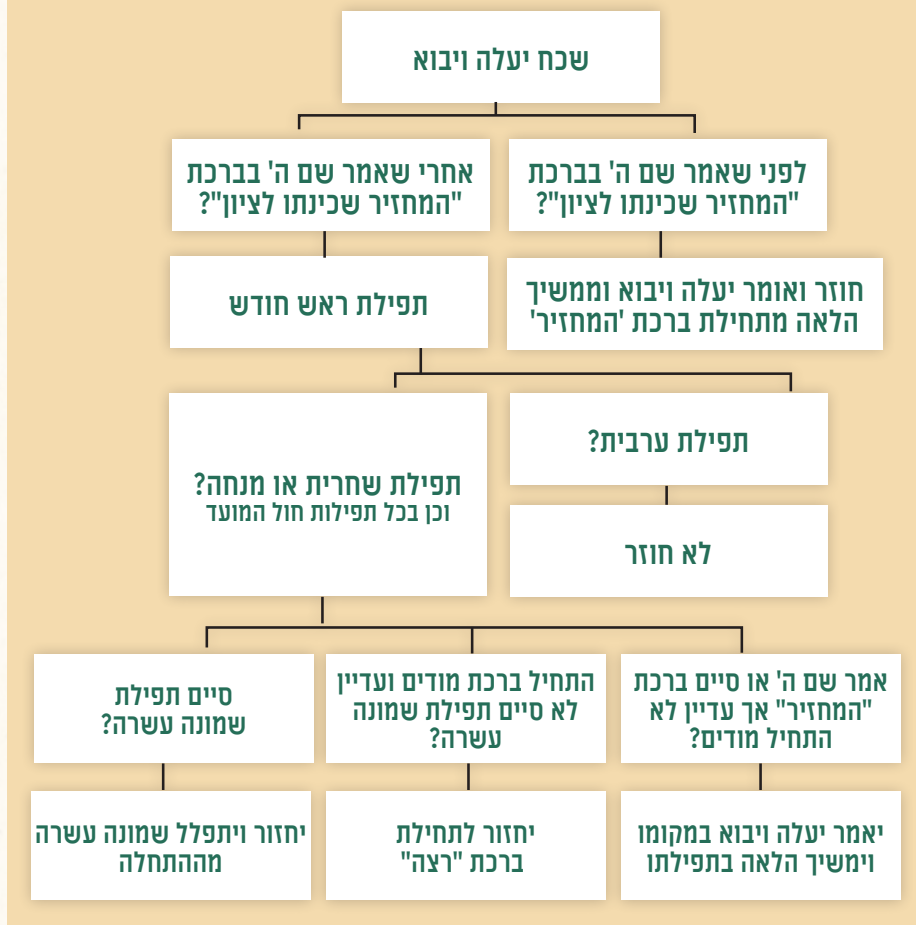 שכח יעלה ויבוא
לפני שאמר שם ה' בברכת
"המחזיר שכינתו לציון"?
אחרי שאמר שם ה' בברכת
"המחזיר שכינתו לציון"?
חוזר ואומר יעלה ויבוא וממשיך
הלאה מתחילת ברכת 'המחזיר'
תפילת ראש חודש
תפילת ערבית?
לא חוזר
תפילת שחרית או מנחה?
וכן בכל תפילות חול המועד
אמר שם ה' או סיים ברכת
"המחזיר" אך עדיין לא
התחיל מודים?
התחיל ברכת מודים ועדיין
לא סיים תפילת שמונה
עשרה?
סיים תפילת
שמונה עשרה?
יאמר יעלה ויבוא במקומו
וימשיך הלאה בתפילתו
יחזור לתחילת
ברכת "רצה"
יחזור ויתפלל שמונה עשרה
מההתחלה